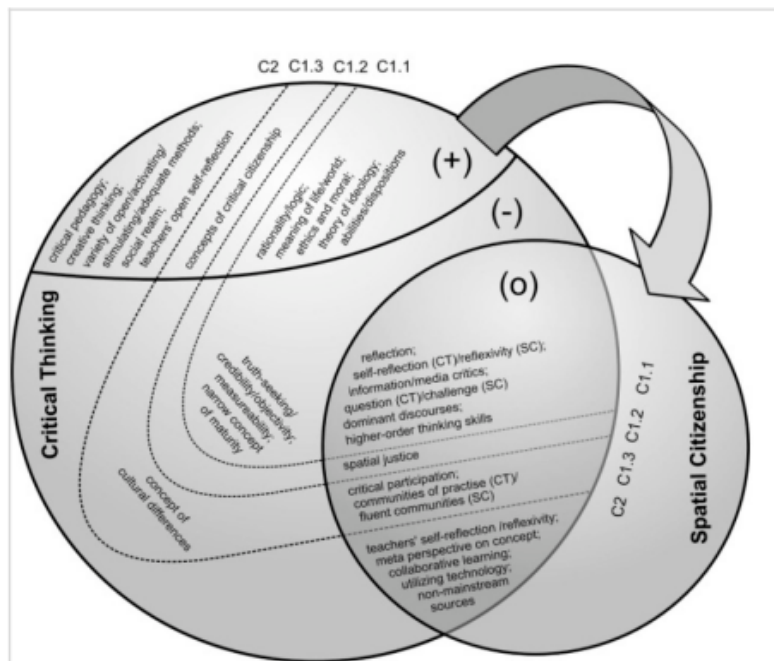 C2 C1.3 C1.2 C1.1
critical pedagogy;
creative thinking;
variety of open/activating/
stimulating/adequate methods;
social realm;
teachers' open self-reflection
concepts of critical citizenship
rationality/logic;
meaning of life/world;
ethics and moral;
theory of ideology;
abilities/dispositions
(+)
(-)
(o)
Critical Thinking
truth-seeking/
credibility/objectivity;
measureability;
narrow concept
of maturity
concept of
cultural differences
reflection;
self-reflection (CT)/reflexivity (SC);
information/media critics;
question (CT)/challenge (SC)
dominant discourses;
higher-order thinking skills
spatial justice
critical participation;
communities of practise (CT)/
fluent communities (SC)
teachers' self-reflection /reflexivity;
meta perspective on concept;
collaborative learning;
utilizing technology;
non-mainstream
sources
C2 C1.3 C1.2 C1.1
Spatial Citizenship